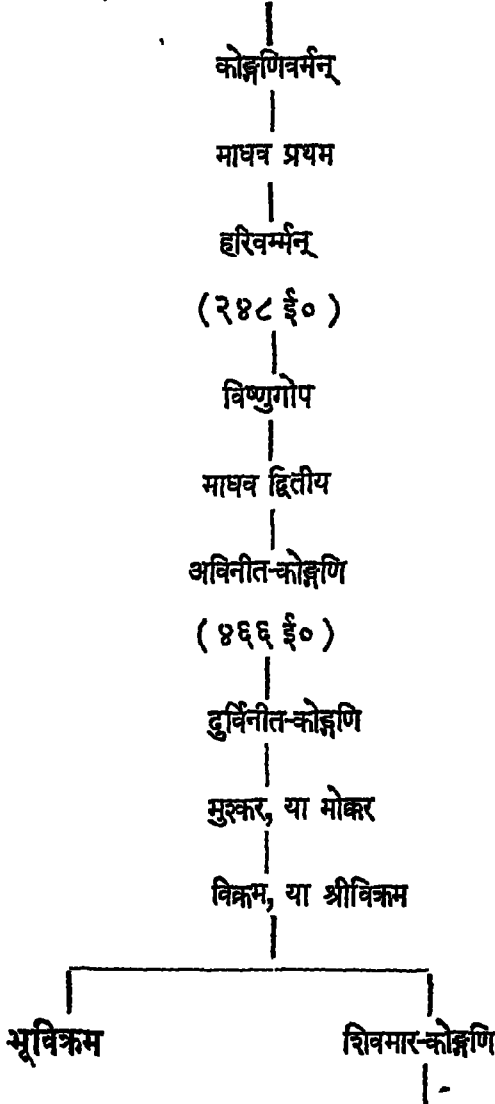 कोङ्गणिवर्मन्
माधव प्रथम
हरिवर्म्मन्
(२४८ ई०)
विष्णुगोप
माधव द्वितीय
अविनीत-कोङ्गणि
(४६६ ई०)
दुर्विनीत-कोङ्गणि
मुश्कर, या मोक्कर
विक्रम, या श्रीविक्रम
भूविक्रम शिवमार-कोङ्गणि